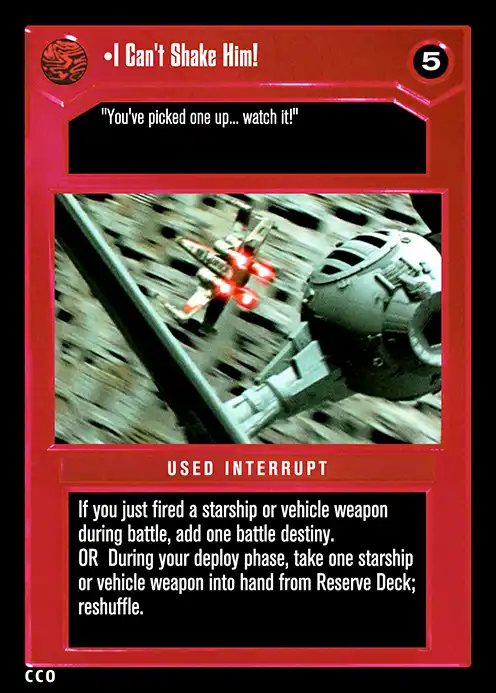 •I Can't Shake Him!
5
"You've picked one up... watch it!"
USED INTERRUPT
If you just fired a starship or vehicle weapon
during battle, add one battle destiny.
OR During your deploy phase, take one starship
or vehicle weapon into hand from Reserve Deck;
reshuffle.
CCO